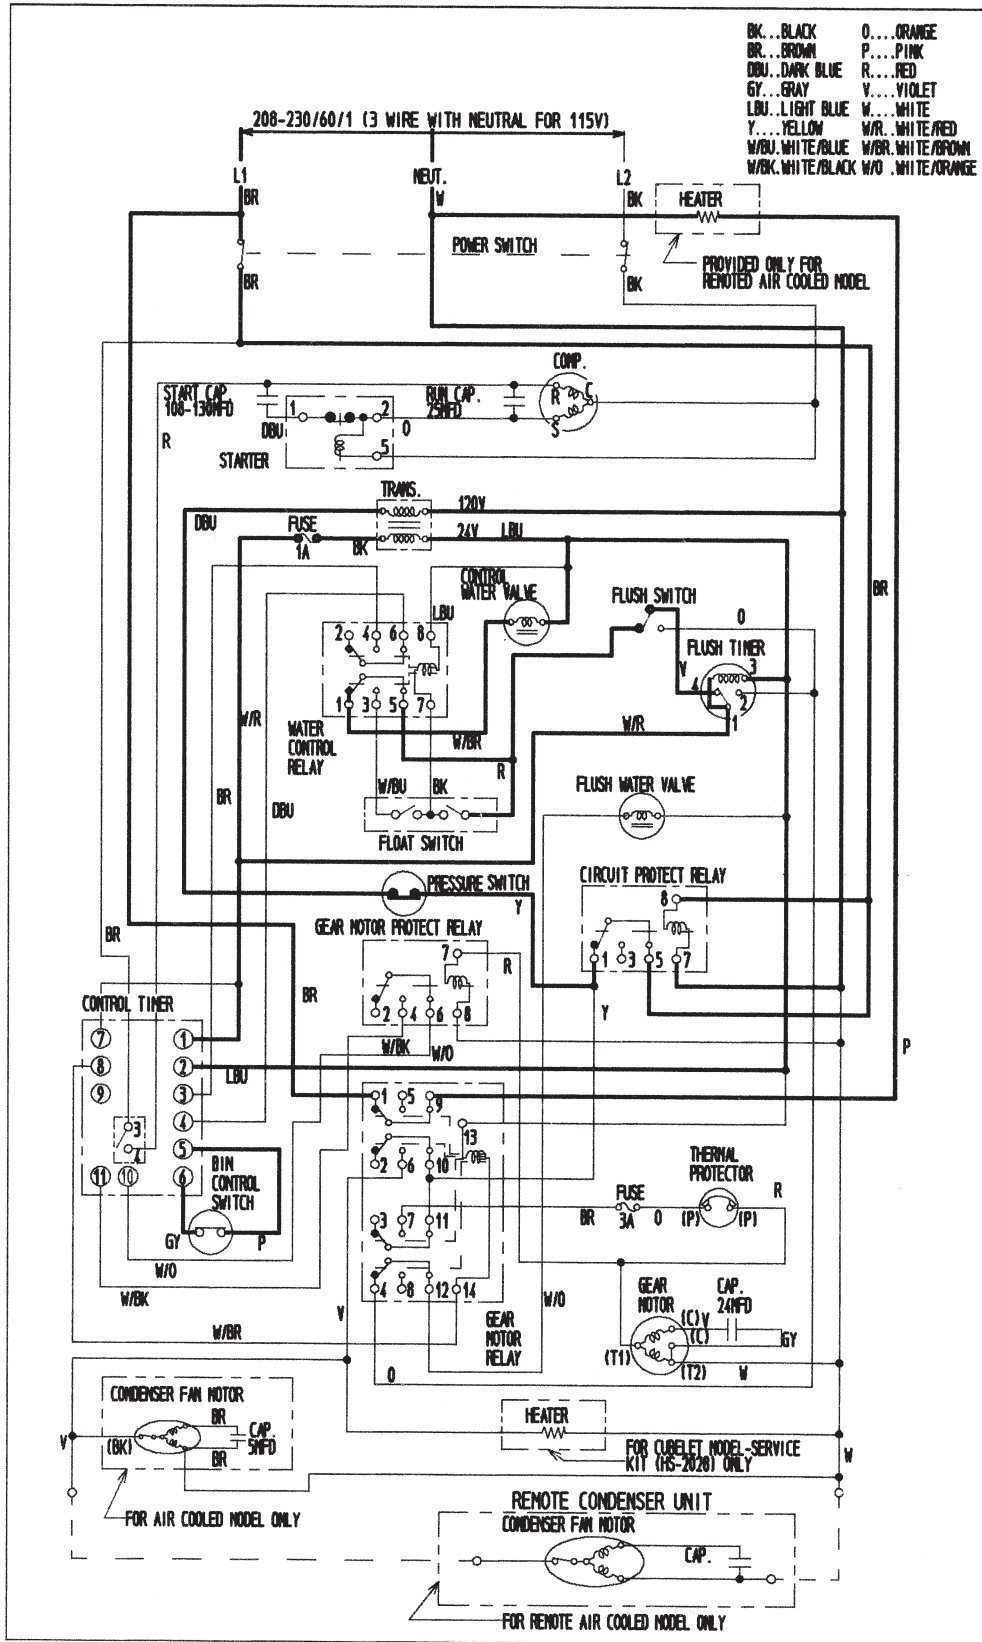 BK...BLACK O....ORANGE
BR...BROWN P....PINK
DBU..DARK BLUE R....RED
GY...GRAY V....VIOLET
LBU..LIGHT BLUE W....WHITE
Y....YELLOW W/R..WHITE/RED
W/BU.WHITE/BLUE W/BR.WHITE/BROWN
W/BK.WHITE/BLACK W/O .WHITE/ORANGE
208-230/60/1 (3 WIRE WITH NEUTRAL FOR 115V)
L1 NEUT. L2
BR W BK HEATER
POWER SWITCH
PROVIDED ONLY FOR
REMOTED AIR COOLED MODEL
BR BK
COMP.
START CAP.
108-130MFD
RUN CAP.
25MFD
R C
S
1 2
DBU O
R 5
STARTER
TRANS.
120V
DBU FUSE
1A BK 24V LBU
CONTROL
WATER VALVE
BR
FLUSH SWITCH
O
LBU
2 4 6 8
FLUSH TIMER
V 3
4 2
1
1 3 5 7
W/R W/BR W/R
WATER
CONTROL
RELAY
R
W/BU BK
BR DBU
FLOAT SWITCH
FLUSH WATER VALVE
PRESSURE SWITCH
Y
CIRCUIT PROTECT RELAY
8
1 3 5 7
GEAR MOTOR PROTECT RELAY
BR 7
R
BR
2 4 6 8
Y
CONTROL TIMER
W/BK W/O
P
7 1
8 2
LBU
9 3
3 4
4 5
11 10 6
BIN
CONTROL
SWITCH
GY P
W/O
W/BK
W/BR
1 5 9
13
2 6 10
3 7 11
4 8 12 14
GEAR
MOTOR
RELAY
THERMAL
PROTECTOR
R
FUSE
BR 3A O (P) (P)
W/O
V
GEAR
MOTOR
CAP.
24MFD
(C) V
(C)
GY
(T1)
(T2) W
O
CONDENSER FAN MOTOR
BR
CAP.
5MFD
V (BK)
BR
FOR AIR COOLED MODEL ONLY
HEATER
FOR CUBELET MODEL-SERVICE
KIT (HS-2028) ONLY
W
REMOTE CONDENSER UNIT
CONDENSER FAN MOTOR
CAP.
FOR REMOTE AIR COOLED MODEL ONLY